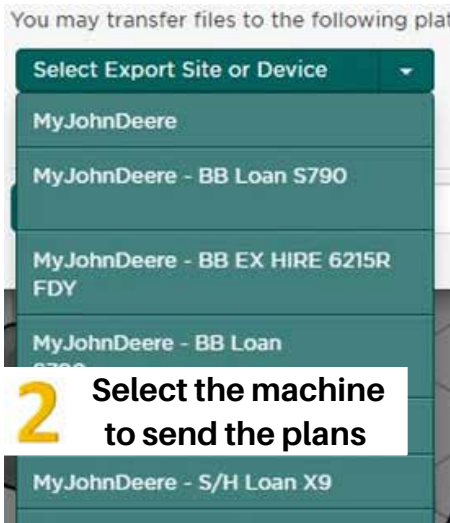 You may transfer files to the following plat
Select Export Site or Device
MyJohnDeere
MyJohnDeere - BB Loan S790
MyJohnDeere - BB EX HIRE 6215R
FDY
MyJohnDeere - BB Loan
2 Select the machine
to send the plans
MyJohnDeere - S/H Loan X9